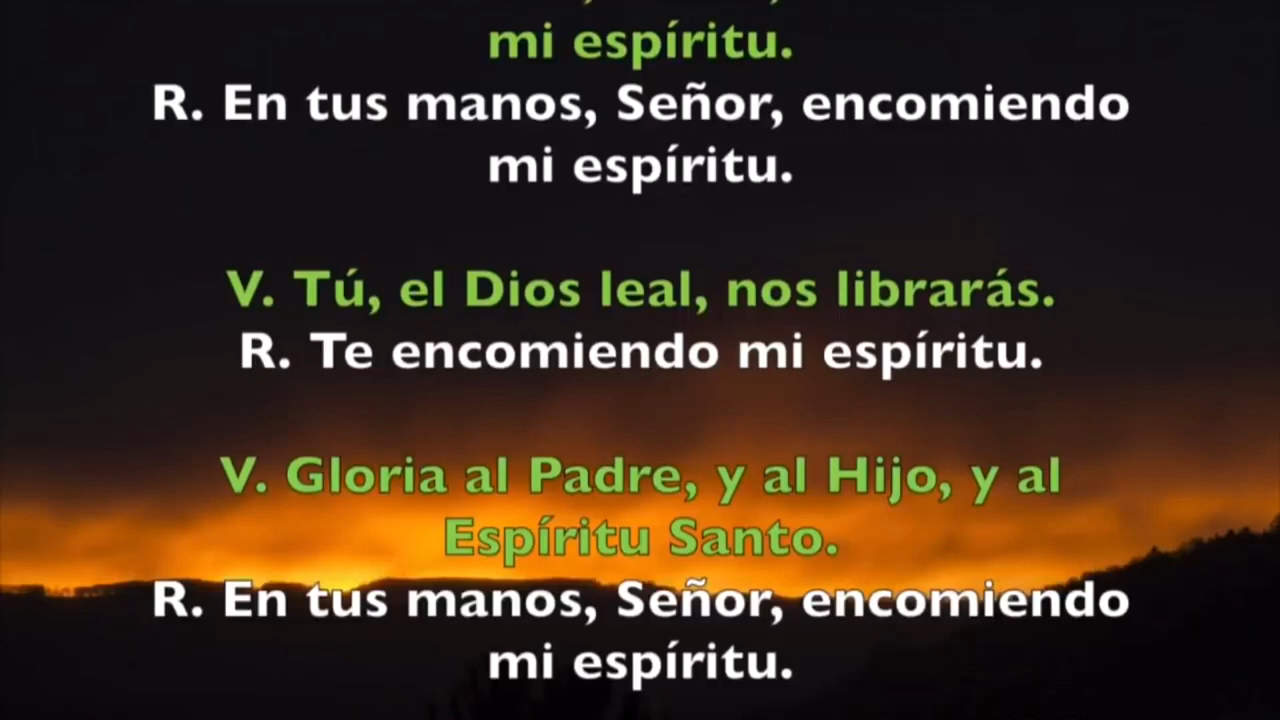 mi espíritu.
R. En tus manos, Señor, encomiendo
mi espíritu.
V. Tú, el Dios leal, nos librarás.
R. Te encomiendo mi espíritu.
V. Gloria al Padre, y al Hijo, y al
Espíritu Santo.
R. En tus manos, Señor, encomiendo
mi espíritu.